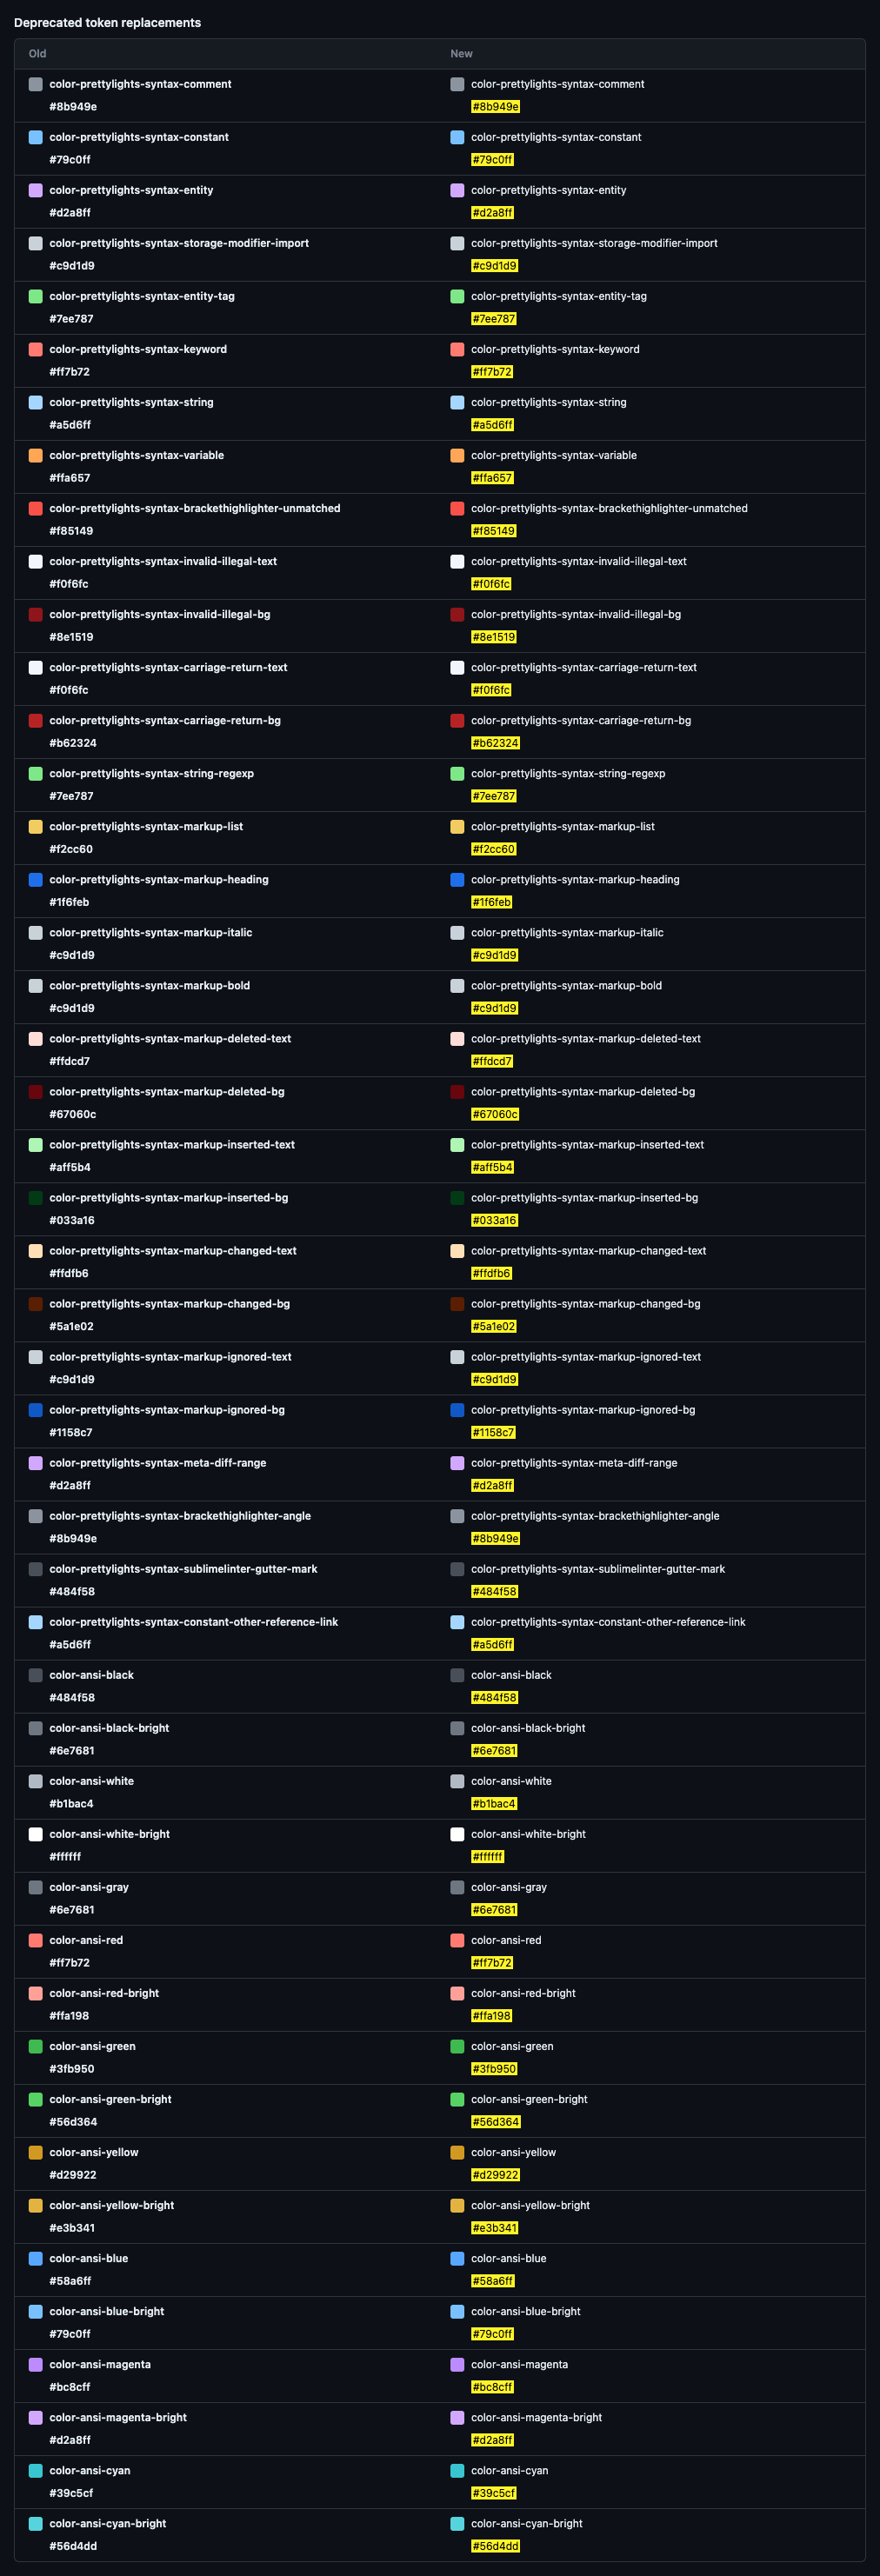 Deprecated token replacements
Old New
color-prettylights-syntax-comment color-prettylights-syntax-comment
#8b949e #8b949e
color-prettylights-syntax-constant color-prettylights-syntax-constant
#79c0ff #79c0ff
color-prettylights-syntax-entity color-prettylights-syntax-entity
#d2a8ff #d2a8ff
color-prettylights-syntax-storage-modifier-import color-prettylights-syntax-storage-modifier-import
#c9d1d9 #c9d1d9
color-prettylights-syntax-entity-tag color-prettylights-syntax-entity-tag
#7ee787 #7ee787
color-prettylights-syntax-keyword color-prettylights-syntax-keyword
#ff7b72 #ff7b72
color-prettylights-syntax-string color-prettylights-syntax-string
#a5d6ff #a5d6ff
color-prettylights-syntax-variable color-prettylights-syntax-variable
#ffa657 #ffa657
color-prettylights-syntax-brackethighlighter-unmatched color-prettylights-syntax-brackethighlighter-unmatched
#f85149 #f85149
color-prettylights-syntax-invalid-illegal-text color-prettylights-syntax-invalid-illegal-text
#f0f6fc #f0f6fc
color-prettylights-syntax-invalid-illegal-bg color-prettylights-syntax-invalid-illegal-bg
#8e1519 #8e1519
color-prettylights-syntax-carriage-return-text color-prettylights-syntax-carriage-return-text
#f0f6fc #f0f6fc
color-prettylights-syntax-carriage-return-bg color-prettylights-syntax-carriage-return-bg
#b62324 #b62324
color-prettylights-syntax-string-regexp color-prettylights-syntax-string-regexp
#7ee787 #7ee787
color-prettylights-syntax-markup-list color-prettylights-syntax-markup-list
#f2cc60 #f2cc60
color-prettylights-syntax-markup-heading color-prettylights-syntax-markup-heading
#1f6feb #1f6feb
color-prettylights-syntax-markup-italic color-prettylights-syntax-markup-italic
#c9d1d9 #c9d1d9
color-prettylights-syntax-markup-bold color-prettylights-syntax-markup-bold
#c9d1d9 #c9d1d9
color-prettylights-syntax-markup-deleted-text color-prettylights-syntax-markup-deleted-text
#ffdcd7 #ffdcd7
color-prettylights-syntax-markup-deleted-bg color-prettylights-syntax-markup-deleted-bg
#67060c #67060c
color-prettylights-syntax-markup-inserted-text color-prettylights-syntax-markup-inserted-text
#aff5b4 #aff5b4
color-prettylights-syntax-markup-inserted-bg color-prettylights-syntax-markup-inserted-bg
#033a16 #033a16
color-prettylights-syntax-markup-changed-text color-prettylights-syntax-markup-changed-text
#ffdfb6 #ffdfb6
color-prettylights-syntax-markup-changed-bg color-prettylights-syntax-markup-changed-bg
#5a1e02 #5a1e02
color-prettylights-syntax-markup-ignored-text color-prettylights-syntax-markup-ignored-text
#c9d1d9 #c9d1d9
color-prettylights-syntax-markup-ignored-bg color-prettylights-syntax-markup-ignored-bg
#1158c7 #1158c7
color-prettylights-syntax-meta-diff-range color-prettylights-syntax-meta-diff-range
#d2a8ff #d2a8ff
color-prettylights-syntax-brackethighlighter-angle color-prettylights-syntax-brackethighlighter-angle
#8b949e #8b949e
color-prettylights-syntax-sublimelinter-gutter-mark color-prettylights-syntax-sublimelinter-gutter-mark
#484f58 #484f58
color-prettylights-syntax-constant-other-reference-link color-prettylights-syntax-constant-other-reference-link
#a5d6ff #a5d6ff
color-ansi-black color-ansi-black
#484f58 #484f58
color-ansi-black-bright color-ansi-black-bright
#6e7681 #6e7681
color-ansi-white color-ansi-white
#b1bac4 #b1bac4
color-ansi-white-bright color-ansi-white-bright
#ffffff #ffffff
color-ansi-gray color-ansi-gray
#6e7681 #6e7681
color-ansi-red color-ansi-red
#ff7b72 #ff7b72
color-ansi-red-bright color-ansi-red-bright
#ffa198 #ffa198
color-ansi-green color-ansi-green
#3fb950 #3fb950
color-ansi-green-bright color-ansi-green-bright
#56d364 #56d364
color-ansi-yellow color-ansi-yellow
#d29922 #d29922
color-ansi-yellow-bright color-ansi-yellow-bright
#e3b341 #e3b341
color-ansi-blue color-ansi-blue
#58a6ff #58a6ff
color-ansi-blue-bright color-ansi-blue-bright
#79c0ff #79c0ff
color-ansi-magenta color-ansi-magenta
#bc8cff #bc8cff
color-ansi-magenta-bright color-ansi-magenta-bright
#d2a8ff #d2a8ff
color-ansi-cyan color-ansi-cyan
#39c5cf #39c5cf
color-ansi-cyan-bright color-ansi-cyan-bright
#56d4dd #56d4dd